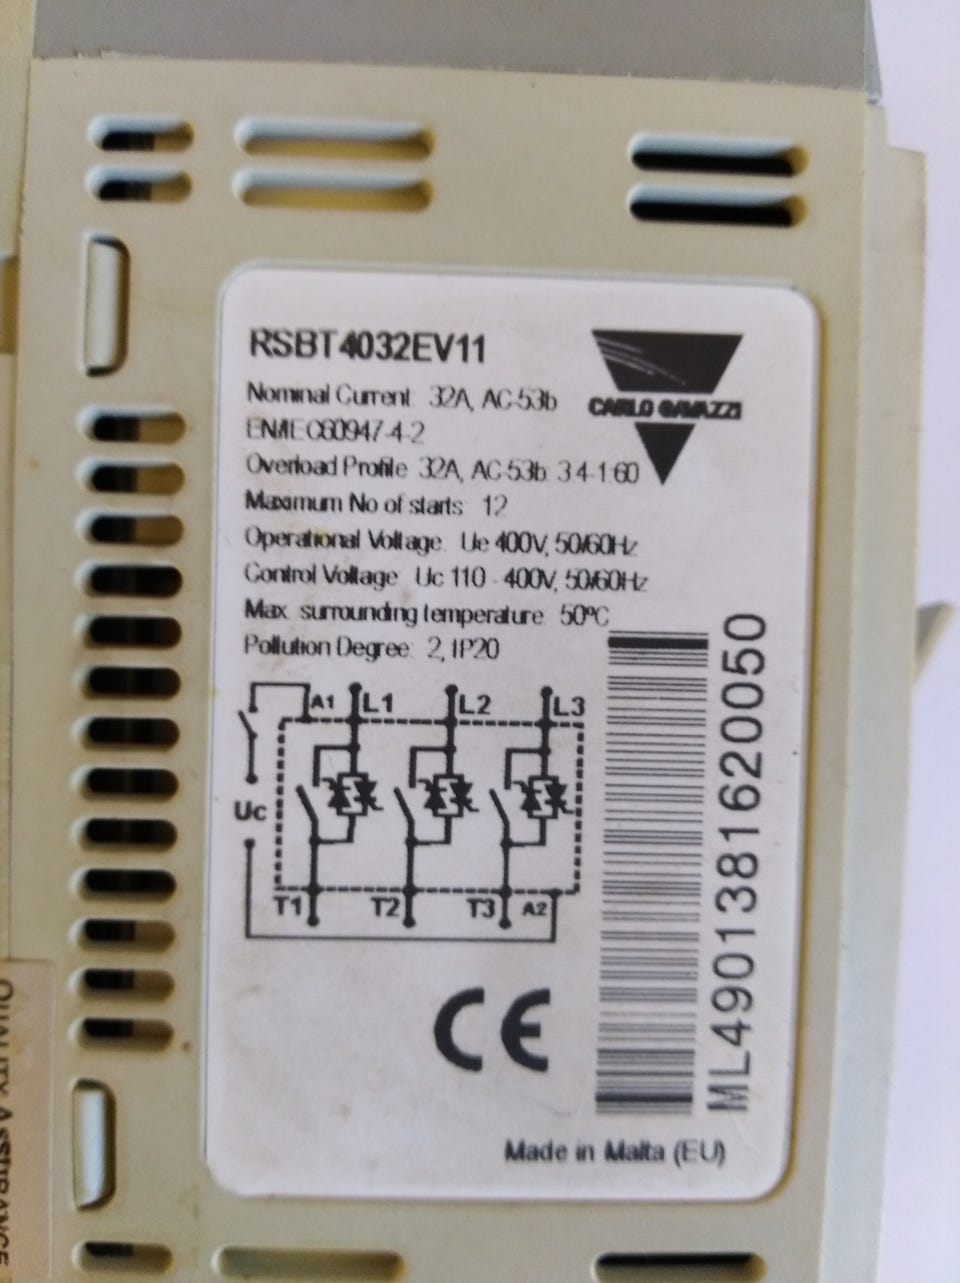 RSBT4032EV11
Nominal Current: 32A, AC-53b
EN/IEC60947-4-2
Overload Profile: 32A, AC-53b: 3.4-1:60
Maximum No of starts: 12
Operational Voltage: Ue 400V, 50/60Hz
Control Voltage: Uc 110 - 400V, 50/60Hz
Max. surrounding temperature: 50ºC
Pollution Degree: 2, IP20
CARLO GAVAZZI
A1 L1 L2 L3
Uc
T1 T2 T3 A2
CE
ML4901381620050
Made in Malta (EU)
QUALITY ASSURANCE